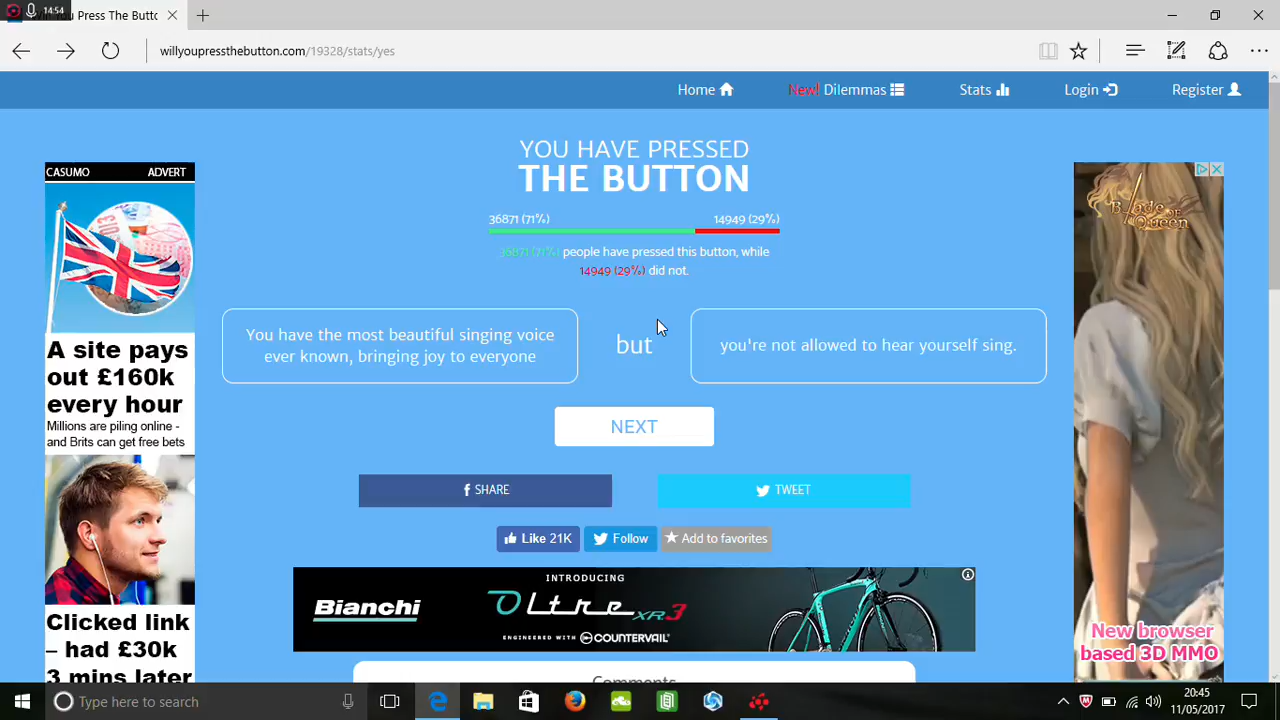 14:54
You Press The Butto
willyoupressthebutton.com/19328/stats/yes
Home
New! Dilemmas
Stats
Login
Register
YOU HAVE PRESSED
THE BUTTON
36871 (71%)
14949 (29%)
36871 (71%) people have pressed this button, while
14949 (29%) did not.
You have the most beautiful singing voice
ever known, bringing joy to everyone
but
you're not allowed to hear yourself sing.
NEXT
SHARE
TWEET
Like 21K
Follow
Add to favorites
CASUMO
ADVERT
A site pays
out £160k
every hour
Millions are piling online -
and Brits can get free bets
Clicked link
– had £30k
3 mins later
Blade of
Queen
New browser
based 3D MMO
INTRODUCING
Bianchi
Oltre XR3
ENGINEERED WITH COUNTERVAIL
Comments
Type here to search
20:45
11/05/2017